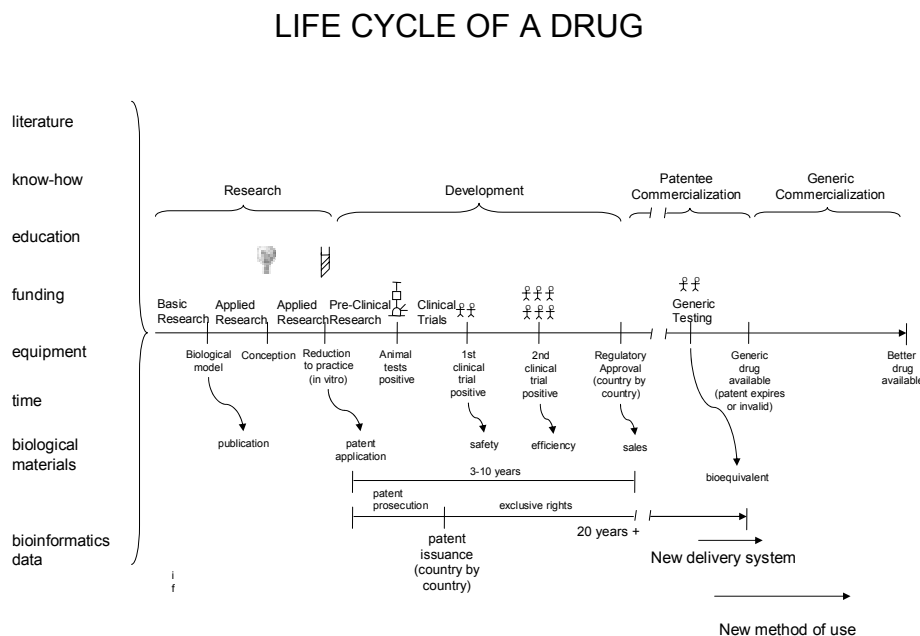 LIFE CYCLE OF A DRUG
literature
know-how
education
funding
equipment
time
biological
materials
bioinformatics
data
Research
Development
Patentee
Commercialization
Generic
Commercialization
Basic
Research
Applied
Research
Applied
Research
Pre-Clinical
Research
Clinical
Trials
Generic
Testing
Biological
model
Conception
Reduction
to practice
(in vitro)
Animal
tests
positive
1st
clinical
trial
positive
2nd
clinical
trial
positive
Regulatory
Approval
(country by
country)
Generic
drug
available
(patent expires
or invalid)
Better
drug
available
publication
patent
application
safety
efficiency
sales
bioequivalent
3-10 years
patent
prosecution
exclusive rights
20 years +
patent
issuance
(country by
country)
New delivery system
New method of use
i
f